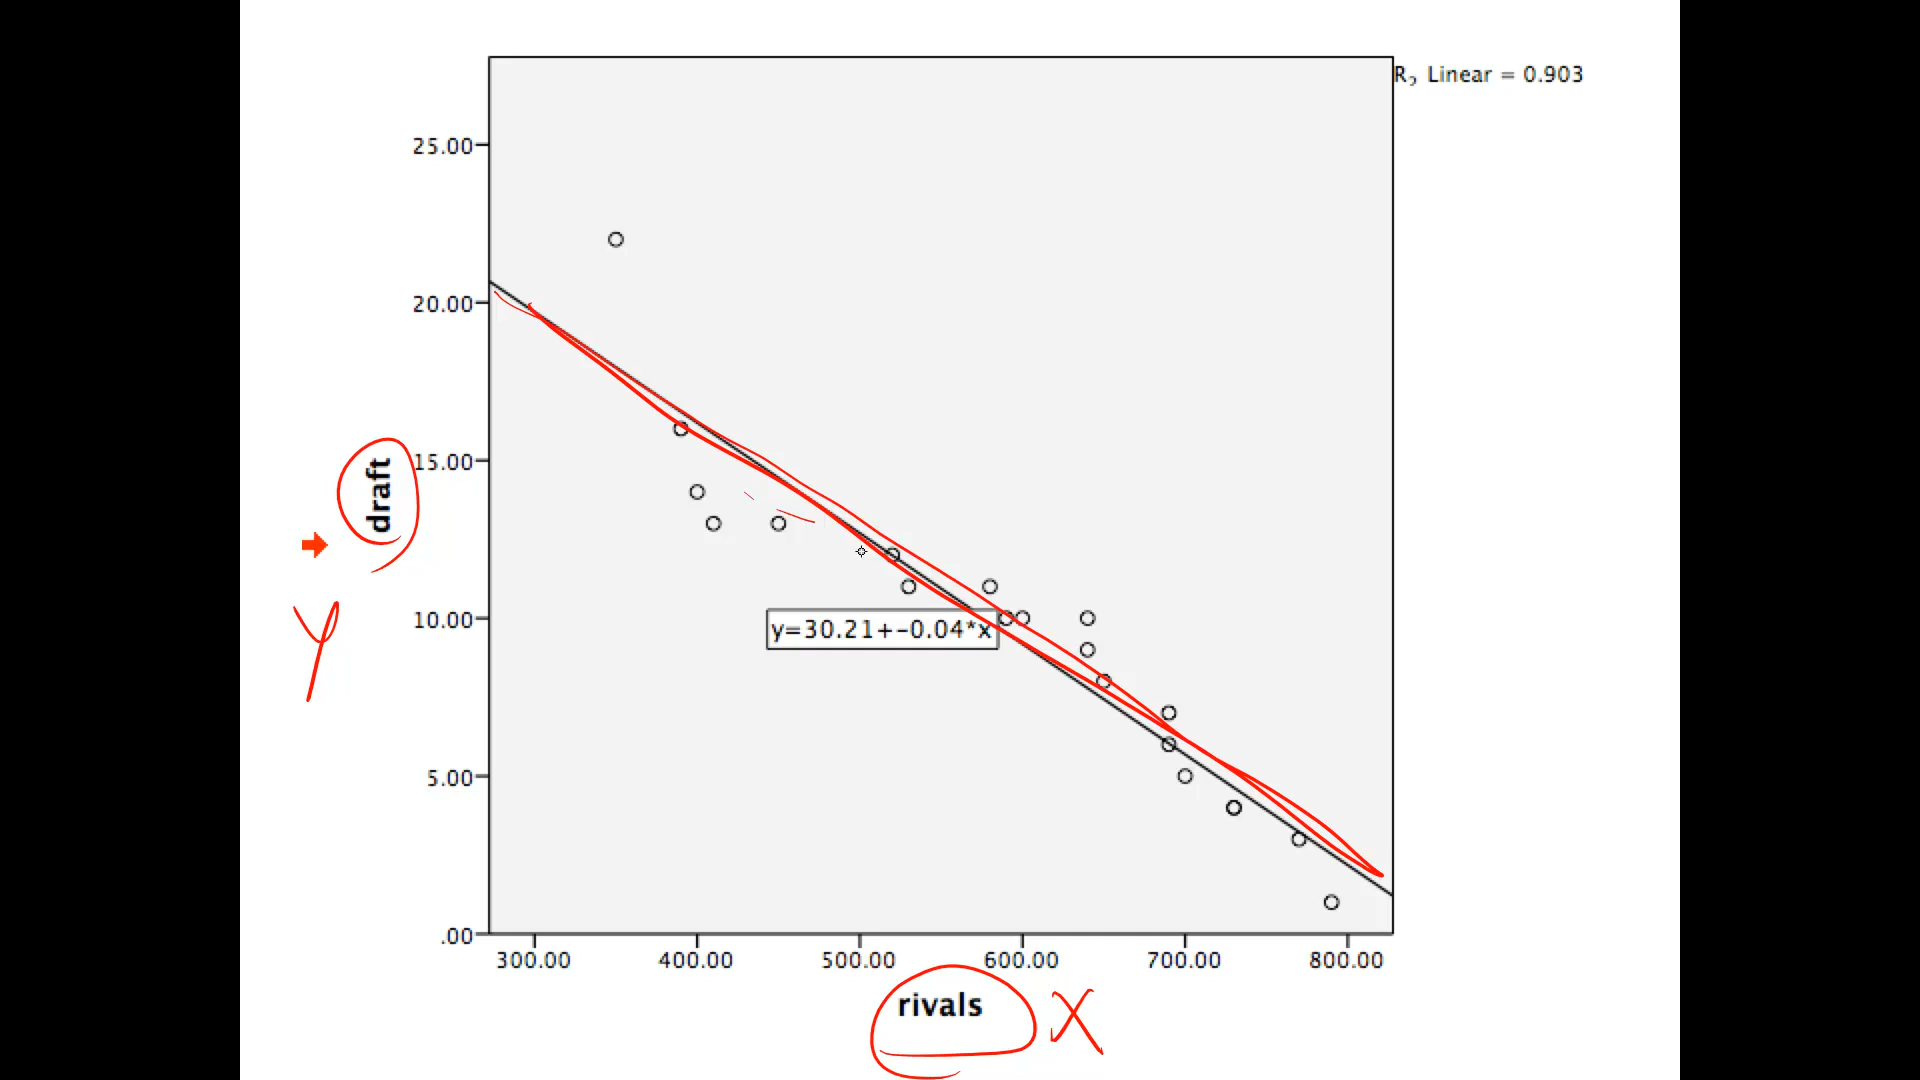 R₂ Linear = 0.903
25.00
20.00
15.00
10.00
5.00
.00
draft
Y
y=30.21+-0.04*x
300.00 400.00 500.00 600.00 700.00 800.00
rivals X